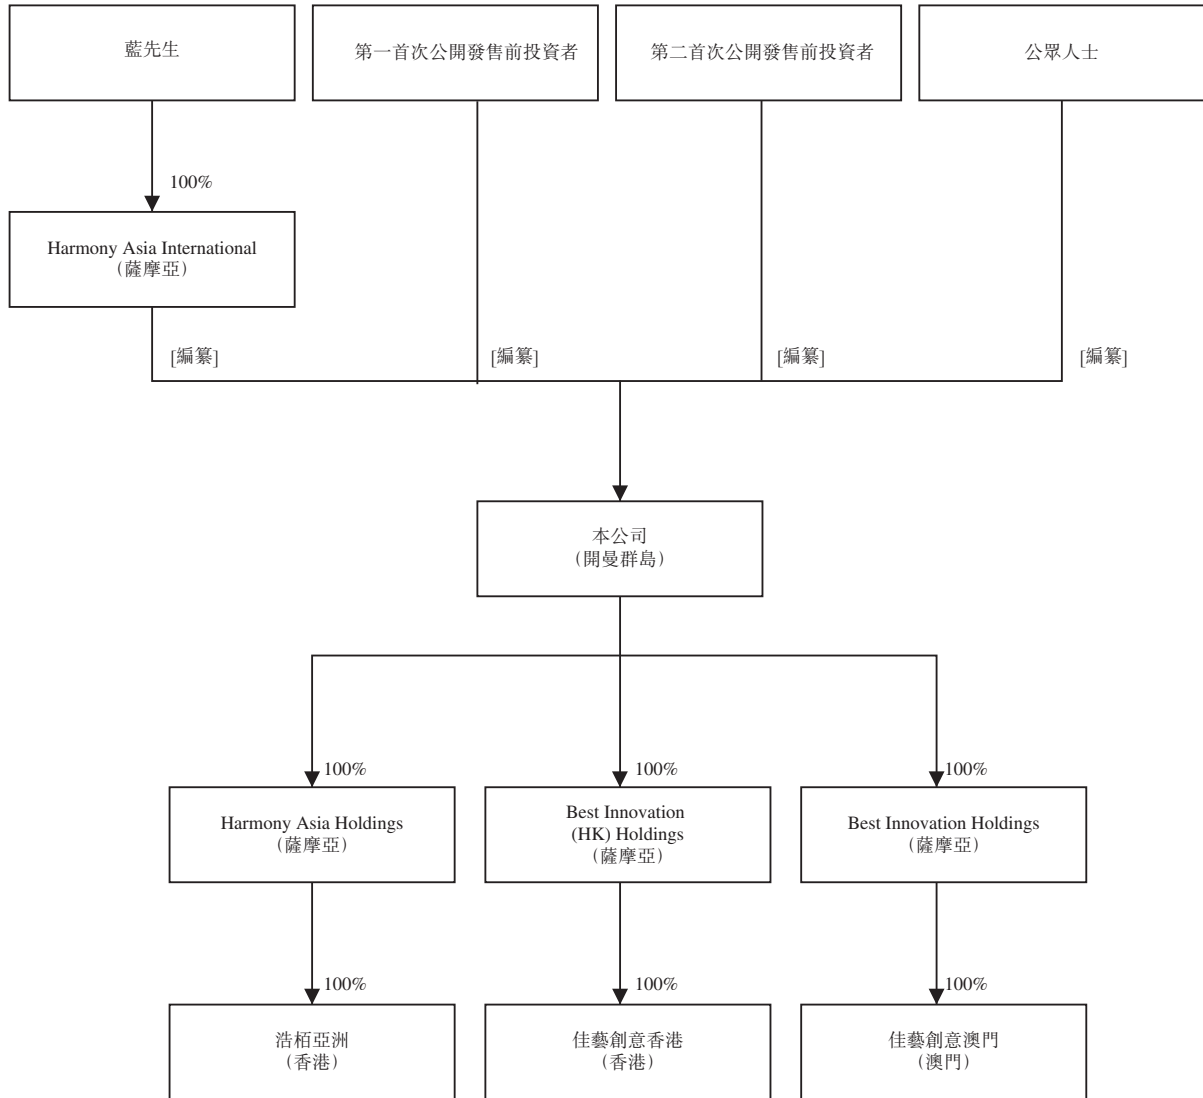 藍先生
第一首次公開發售前投資者
第二首次公開發售前投資者
公眾人士
100%
Harmony Asia International
（薩摩亞）
[編纂]
[編纂]
[編纂]
[編纂]
本公司
（開曼群島）
100%
100%
100%
Harmony Asia Holdings
（薩摩亞）
Best Innovation
(HK) Holdings
（薩摩亞）
Best Innovation Holdings
（薩摩亞）
100%
100%
100%
浩栢亞洲
（香港）
佳藝創意香港
（香港）
佳藝創意澳門
（澳門）